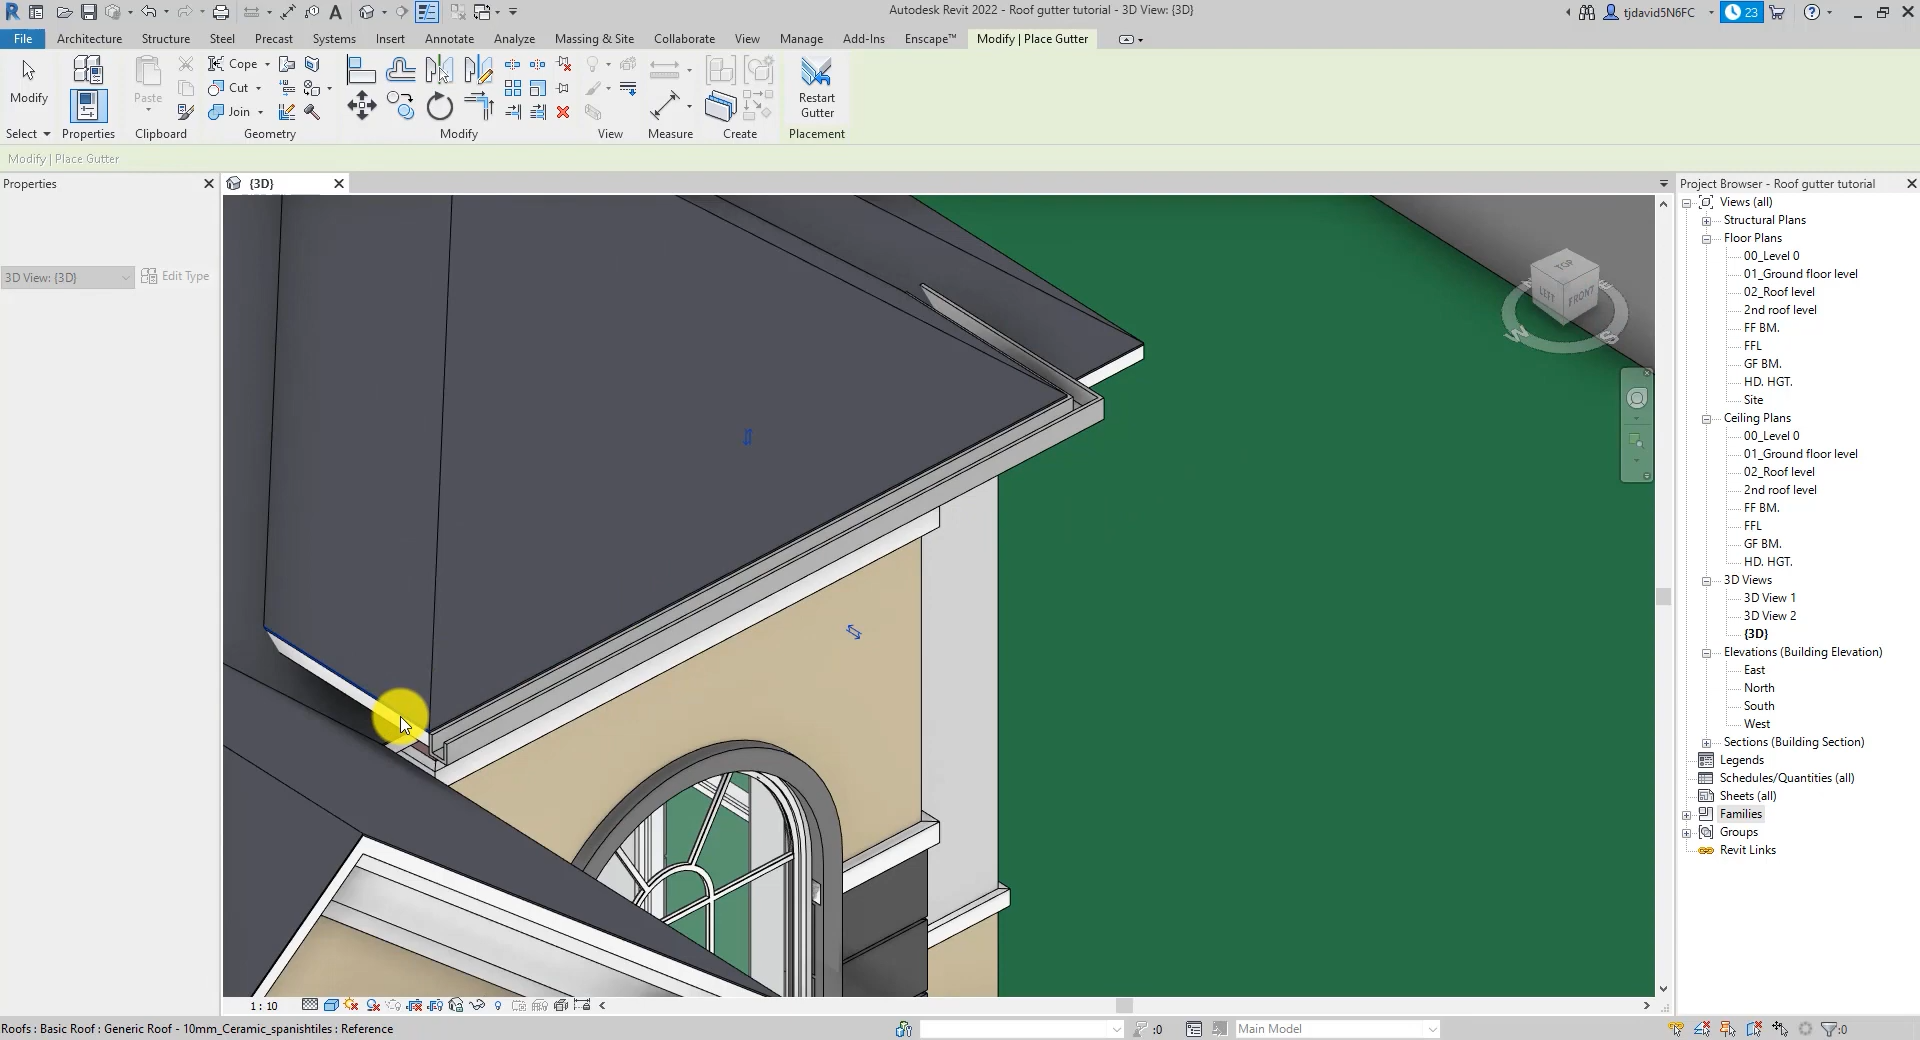 Autodesk Revit 2022 - Roof gutter tutorial - 3D View: {3D}
tjdavid5N6FC
23
File
Architecture
Structure
Steel
Precast
Systems
Insert
Annotate
Analyze
Massing & Site
Collaborate
View
Manage
Add-Ins
Enscape™
Modify | Place Gutter
Modify
Paste
Cope
Cut
Join
Restart
Gutter
Select
Properties
Clipboard
Geometry
Modify
View
Measure
Create
Placement
Modify | Place Gutter
Properties
3D View: {3D}
Edit Type
{3D}
TOP
LEFT
FRONT
W
S
Project Browser - Roof gutter tutorial
Views (all)
Structural Plans
Floor Plans
00_Level 0
01_Ground floor level
02_Roof level
2nd roof level
FF BM.
FFL
GF BM.
HD. HGT.
Site
Ceiling Plans
00_Level 0
01_Ground floor level
02_Roof level
2nd roof level
FF BM.
FFL
GF BM.
HD. HGT.
3D Views
3D View 1
3D View 2
{3D}
Elevations (Building Elevation)
East
North
South
West
Sections (Building Section)
Legends
Schedules/Quantities (all)
Sheets (all)
Families
Groups
Revit Links
1 : 10
Roofs : Basic Roof : Generic Roof - 10mm_Ceramic_spanishtiles : Reference
:0
Main Model
:0